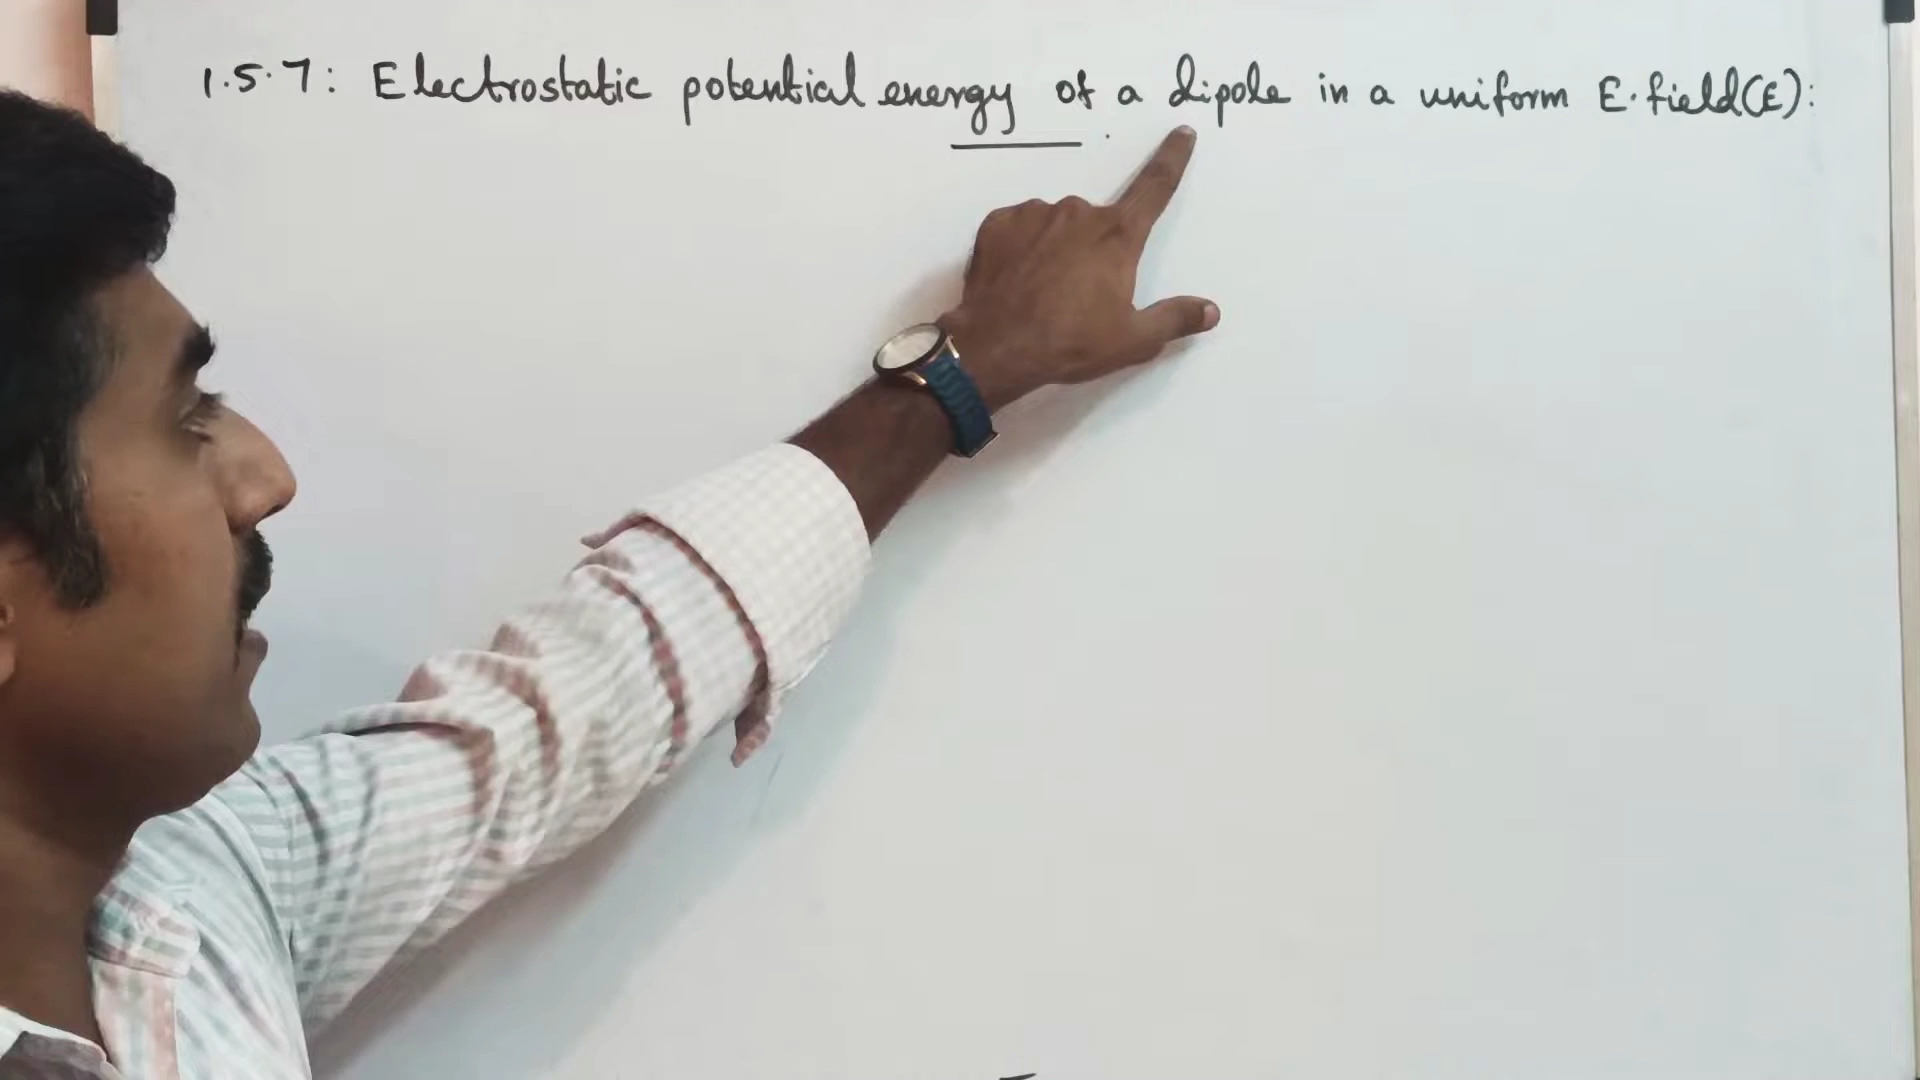 1.5.7: Electrostatic potential energy of a dipole in a uniform E.field(E):